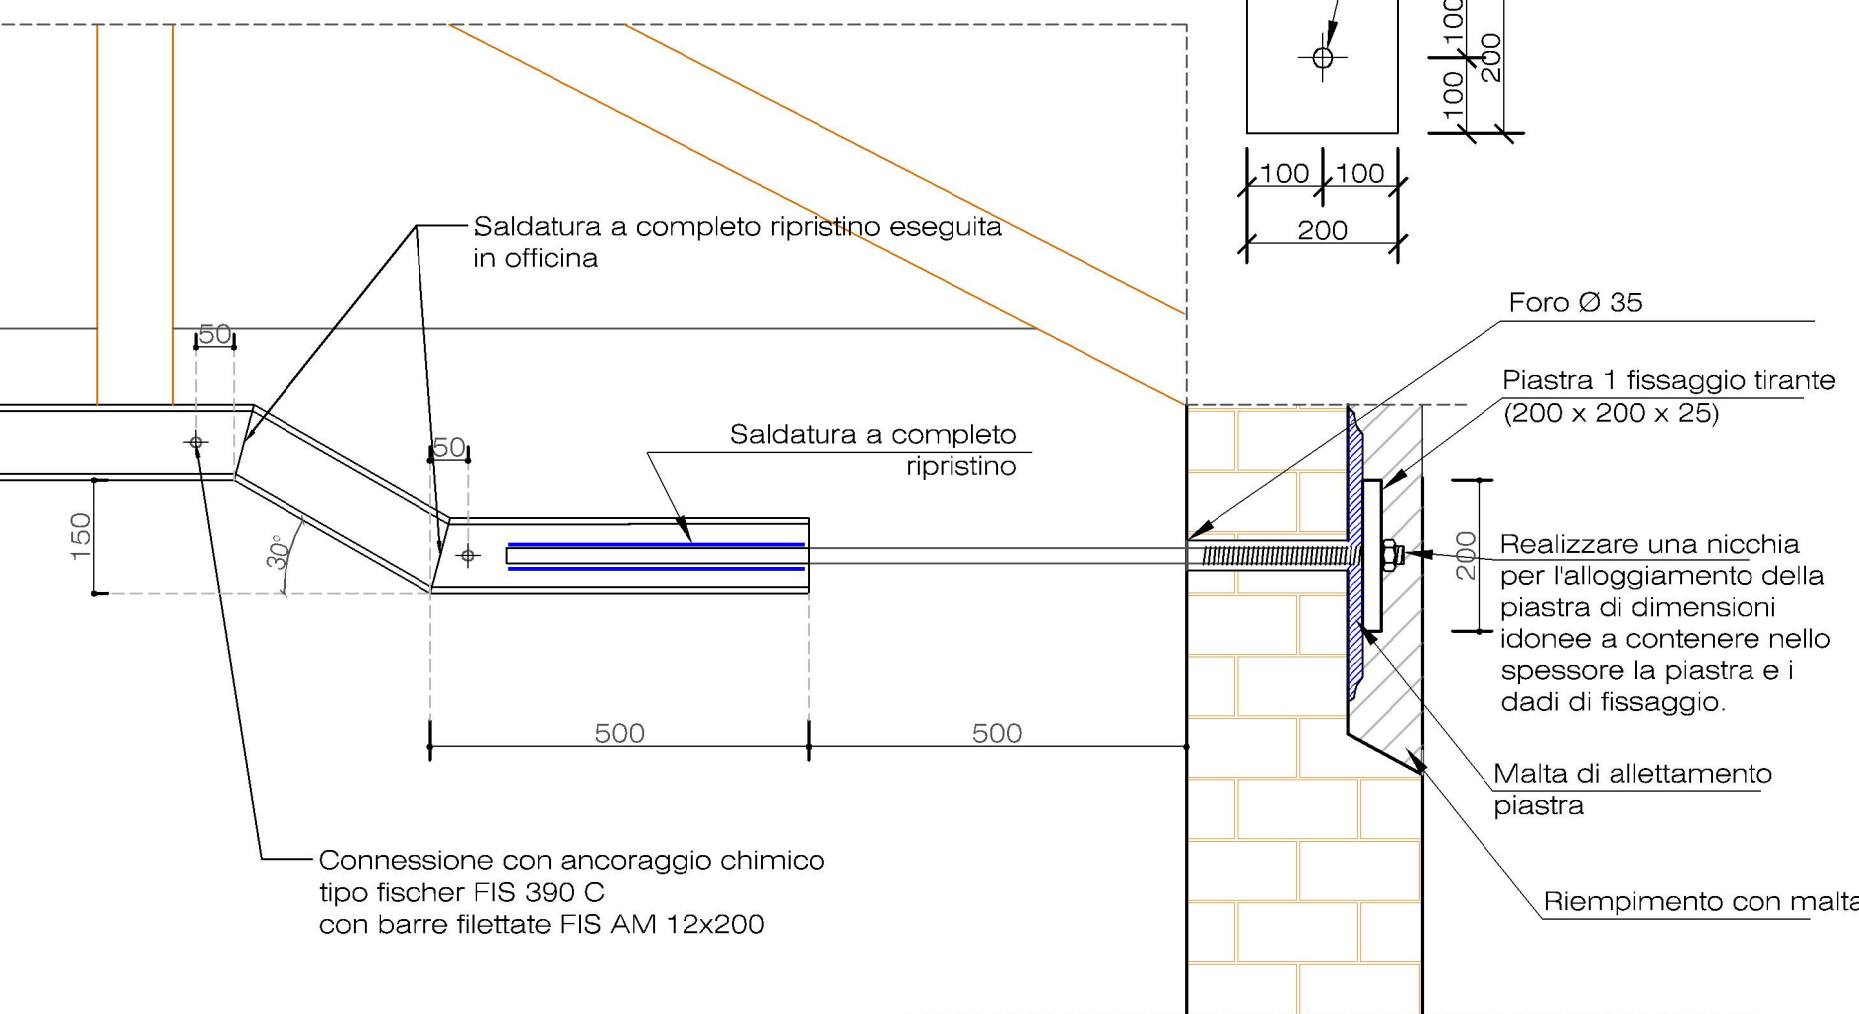 100
200
100
100
100
200
Saldatura a completo ripristino eseguita
in officina
Foro Ø 35
50
Piastra 1 fissaggio tirante
(200 x 200 x 25)
Saldatura a completo
ripristino
50
150
30°
200
Realizzare una nicchia
per l'alloggiamento della
piastra di dimensioni
idonee a contenere nello
spessore la piastra e i
dadi di fissaggio.
500
500
Malta di allettamento
piastra
Connessione con ancoraggio chimico
tipo fischer FIS 390 C
con barre filettate FIS AM 12x200
Riempimento con malta